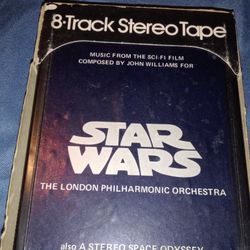 8·Track Stereo Tape
MUSIC FROM THE SCI-FI FILM
COMPOSED BY JOHN WILLIAMS FOR
STAR
WARS
THE LONDON PHILHARMONIC ORCHESTRA
also A STEREO SPACE ODYSSEY